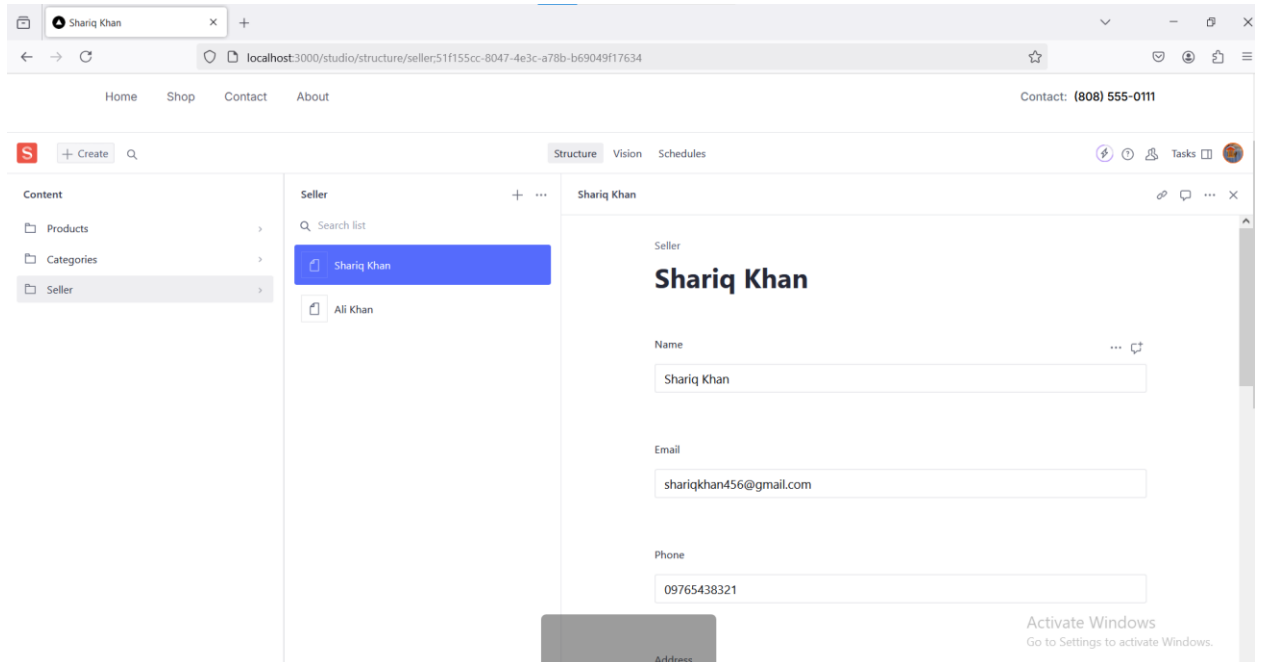 Shariq Khan
localhost:3000/studio/structure/seller;51f155cc-8047-4e3c-a78b-b69049f17634
Home Shop Contact About Contact: (808) 555-0111
S + Create Structure Vision Schedules Tasks
Content
Products
Categories
Seller
Seller
Search list
Shariq Khan
Ali Khan
Shariq Khan
Seller
Shariq Khan
Name
Shariq Khan
Email
shariqkhan456@gmail.com
Phone
09765438321
Address
Activate Windows
Go to Settings to activate Windows.